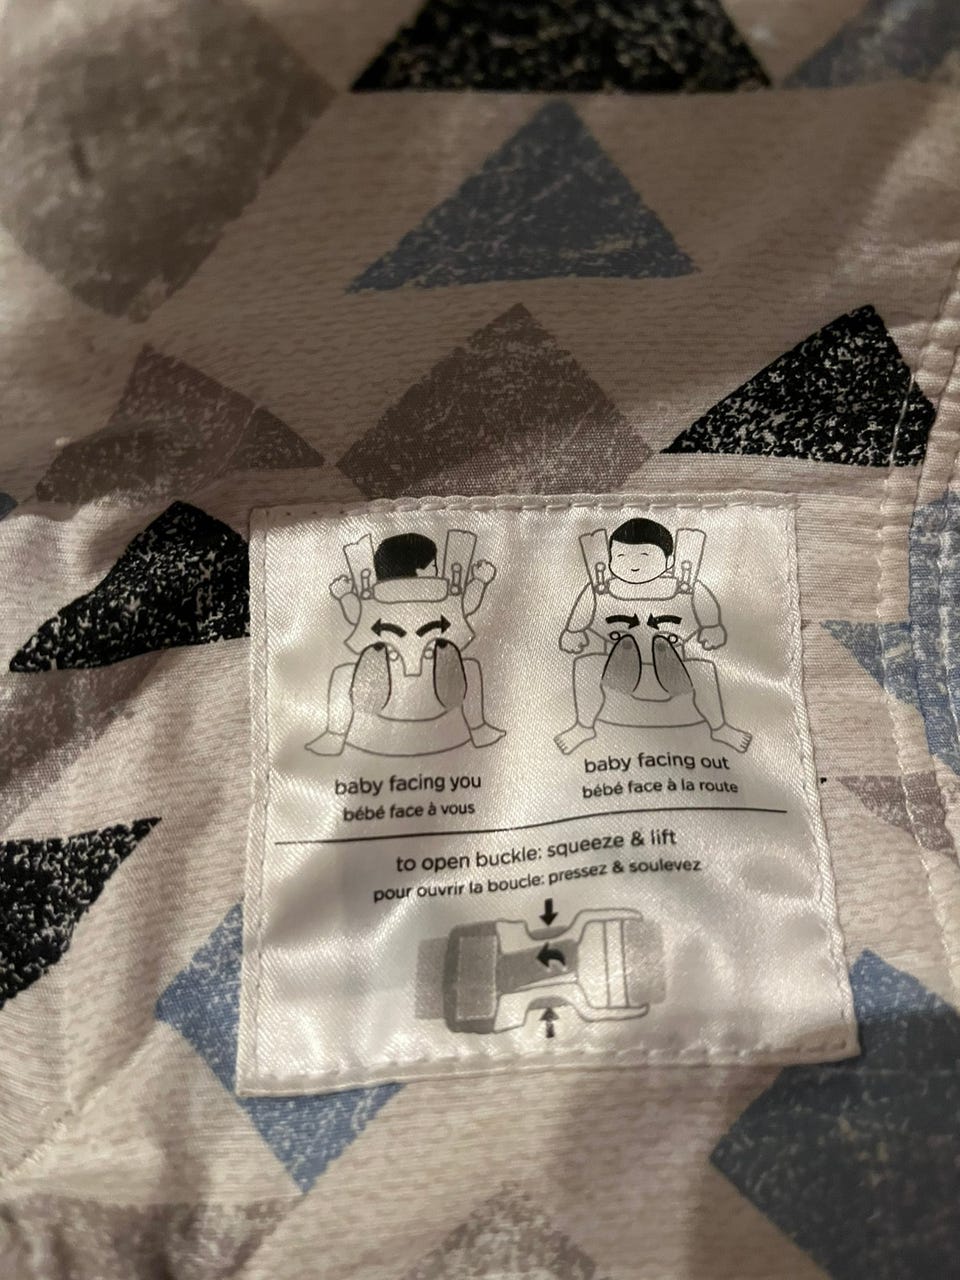 baby facing you
bébé face à vous
baby facing out
bébé face à la route
to open buckle: squeeze & lift
pour ouvrir la boucle: pressez & soulevez